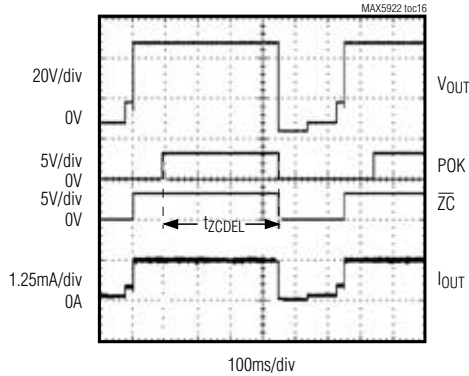 MAX5922 toc16
20V/div
VOUT
0V
5V/div
POK
0V
5V/div
ZC
0V
tZCDEL
1.25mA/div
IOUT
0A
100ms/div